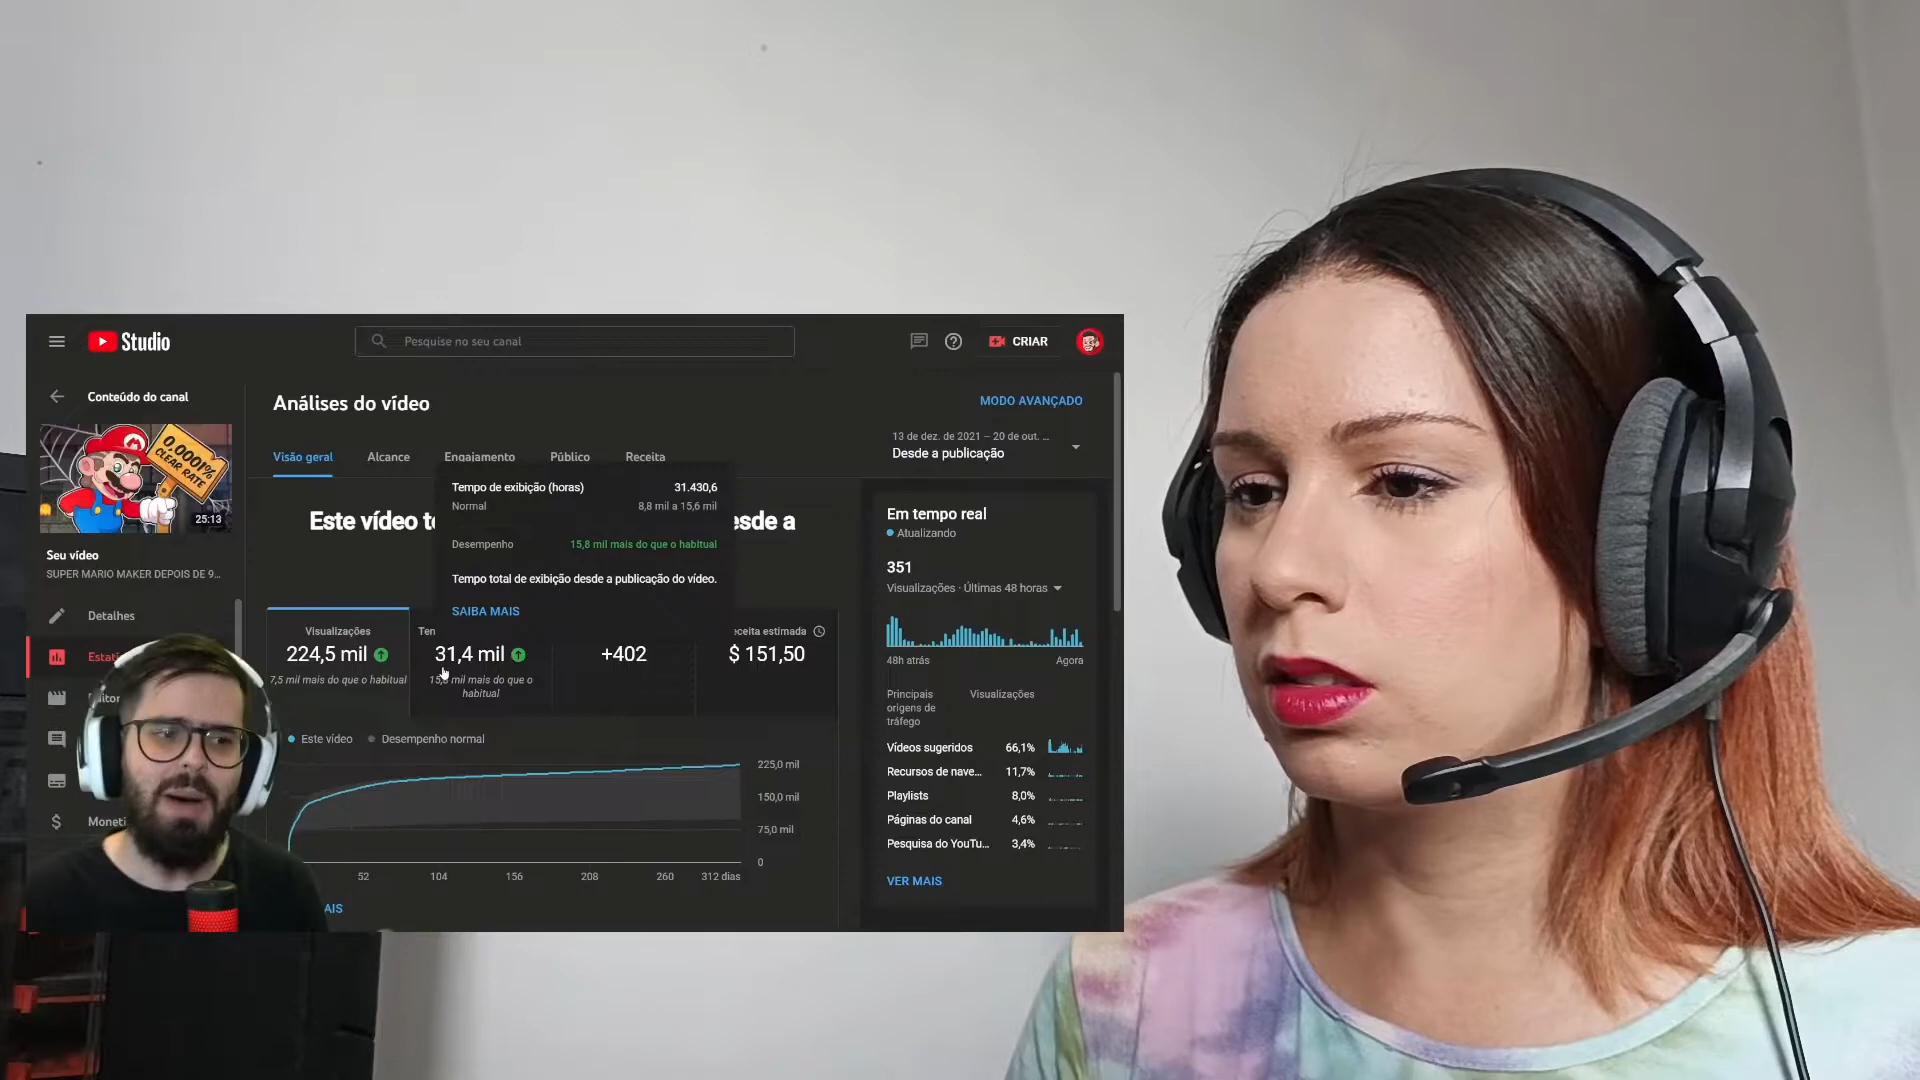 Studio
Pesquise no seu canal
CRIAR
Conteúdo do canal
0.0001%
CLEAR RATE
25:13
Seu vídeo
SUPER MARIO MAKER DEPOIS DE 9...
Detalhes
Estatí
Editor
Moneti
Análises do vídeo
MODO AVANÇADO
13 de dez. de 2021 – 20 de out. ...
Desde a publicação
Visão geral
Alcance
Engajamento
Público
Receita
Este vídeo te
esde a
Tempo de exibição (horas) 31.430,6
Normal 8,8 mil a 15,6 mil
Desempenho 15,8 mil mais do que o habitual
Tempo total de exibição desde a publicação do vídeo.
SAIBA MAIS
Visualizações
224,5 mil
7,5 mil mais do que o habitual
Ten
31,4 mil
15,8 mil mais do que o
habitual
+402
eceita estimada
$ 151,50
Este vídeo
Desempenho normal
225,0 mil
150,0 mil
75,0 mil
0
52 104 156 208 260 312 dias
AIS
Em tempo real
Atualizando
351
Visualizações · Últimas 48 horas
48h atrás
Agora
Principais
origens de
tráfego
Visualizações
Vídeos sugeridos 66,1%
Recursos de nave... 11,7%
Playlists 8,0%
Páginas do canal 4,6%
Pesquisa do YouTu... 3,4%
VER MAIS